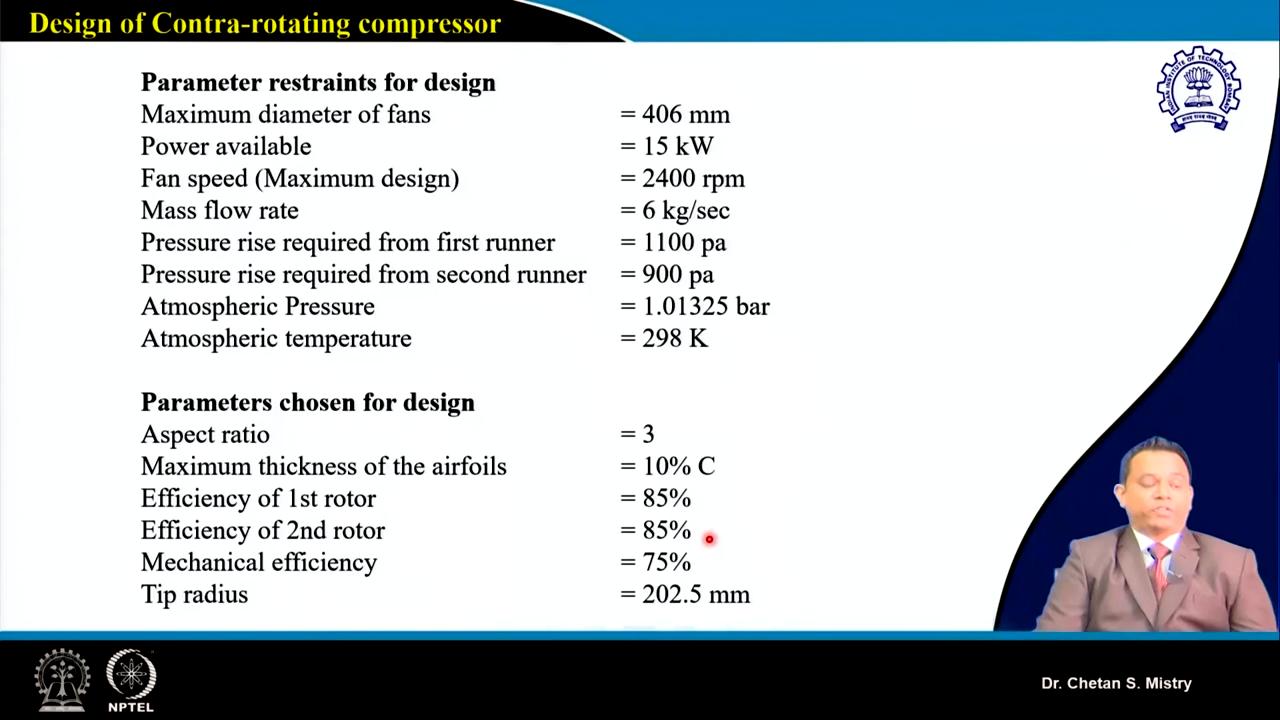 Design of Contra-rotating compressor
Parameter restraints for design
Maximum diameter of fans = 406 mm
Power available = 15 kW
Fan speed (Maximum design) = 2400 rpm
Mass flow rate = 6 kg/sec
Pressure rise required from first runner = 1100 pa
Pressure rise required from second runner = 900 pa
Atmospheric Pressure = 1.01325 bar
Atmospheric temperature = 298 K
Parameters chosen for design
Aspect ratio = 3
Maximum thickness of the airfoils = 10% C
Efficiency of 1st rotor = 85%
Efficiency of 2nd rotor = 85%
Mechanical efficiency = 75%
Tip radius = 202.5 mm
NPTEL
Dr. Chetan S. Mistry